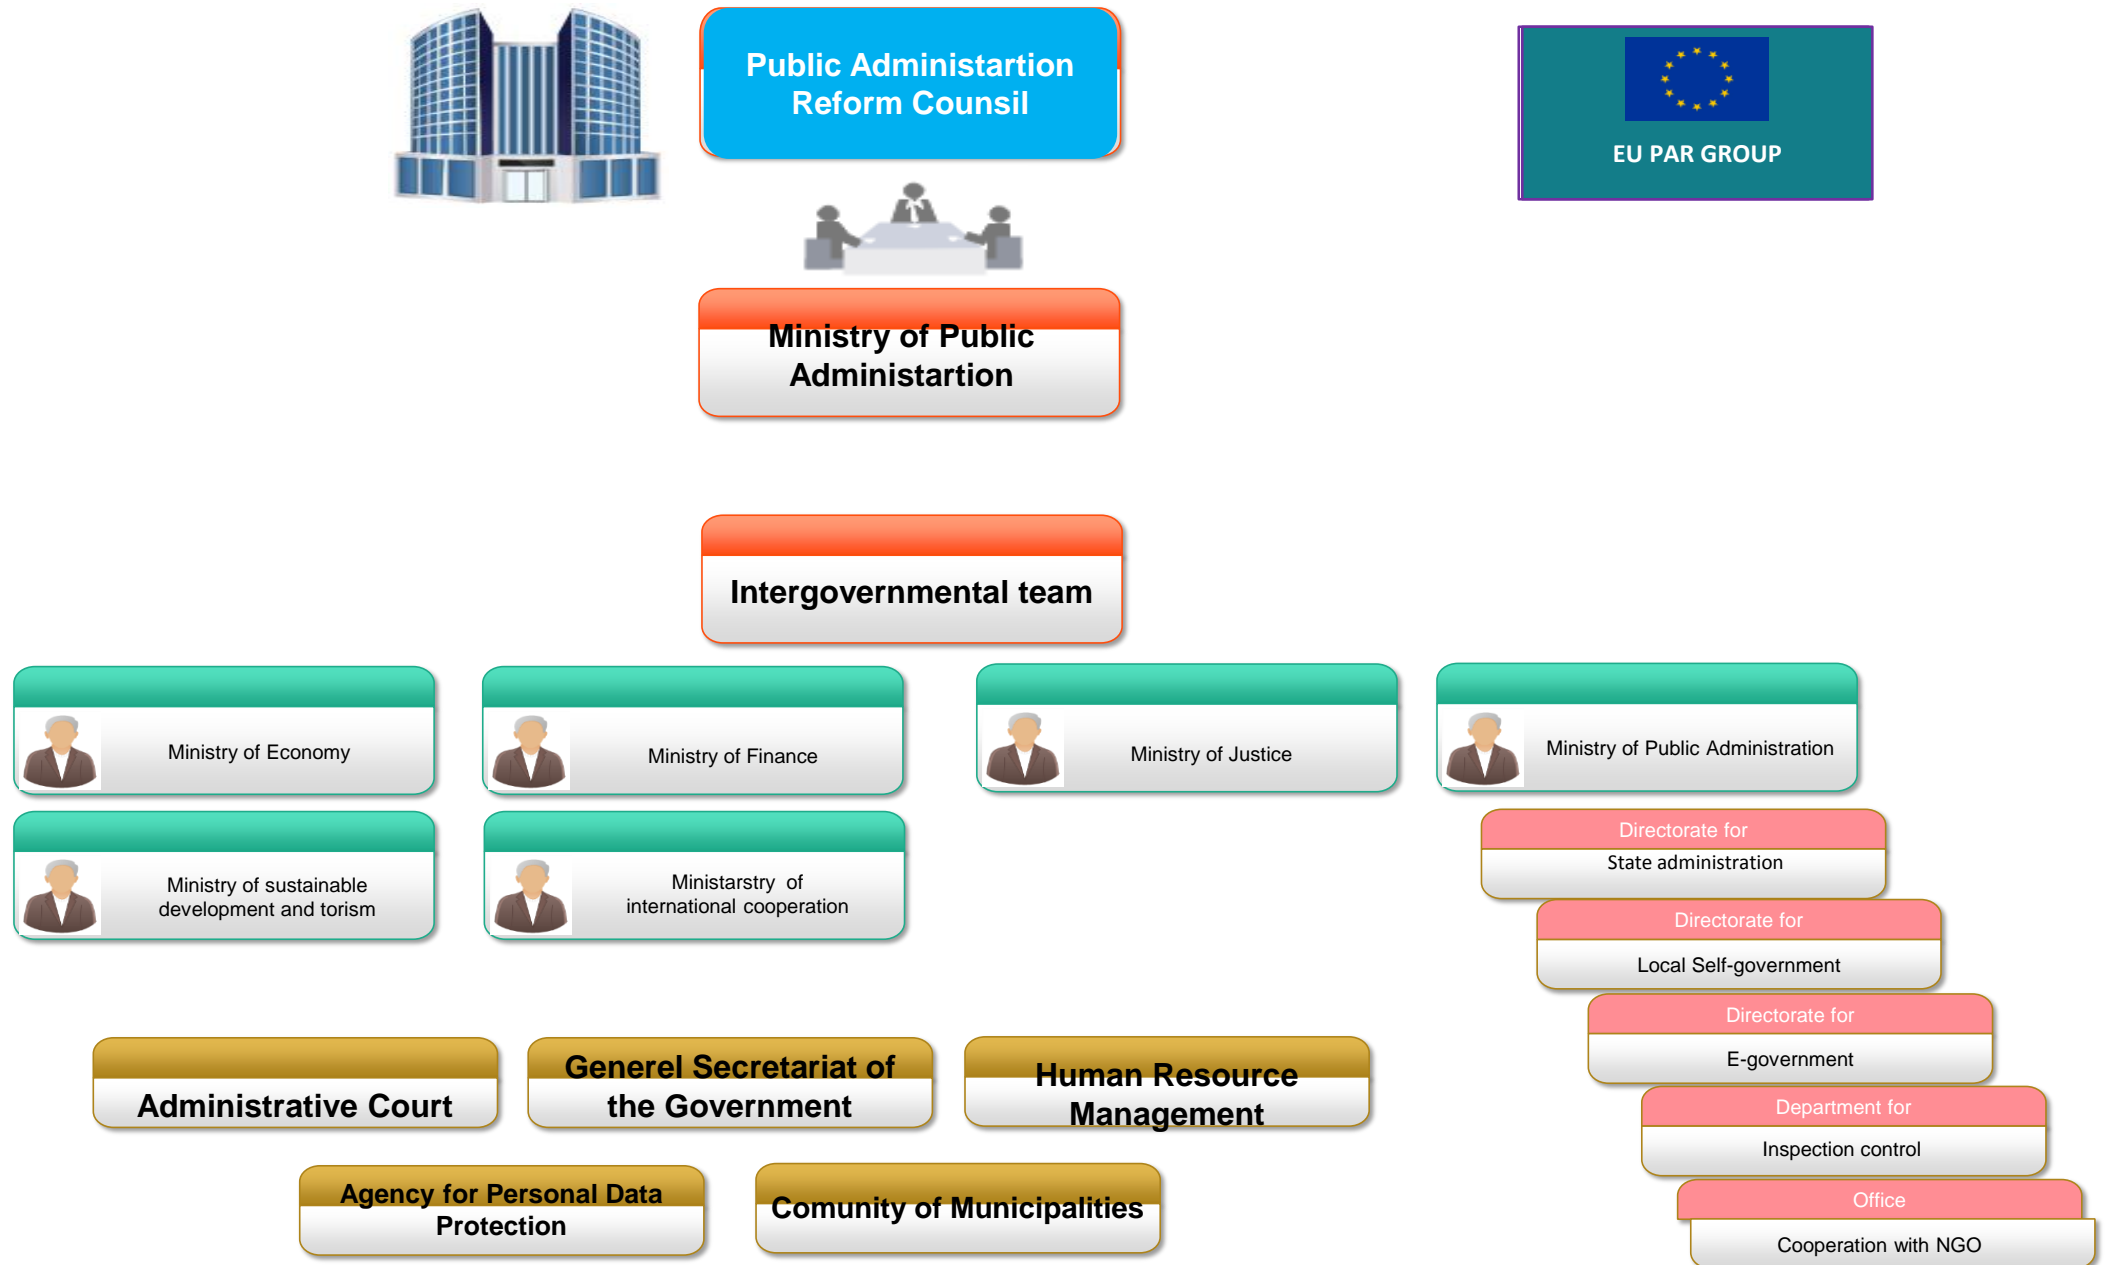 Public Administartion
Reform Counsil
EU PAR GROUP
Ministry of Public
Administartion
Intergovernmental team
Ministry of Economy
Ministry of Finance
Ministry of Justice
Ministry of Public Administration
Ministry of sustainable
development and torism
Ministarstry of
international cooperation
Directorate for
State administration
Directorate for
Local Self-government
Directorate for
E-government
Department for
Inspection control
Office
Cooperation with NGO
Administrative Court
Generel Secretariat of
the Government
Human Resource
Management
Agency for Personal Data
Protection
Comunity of Municipalities